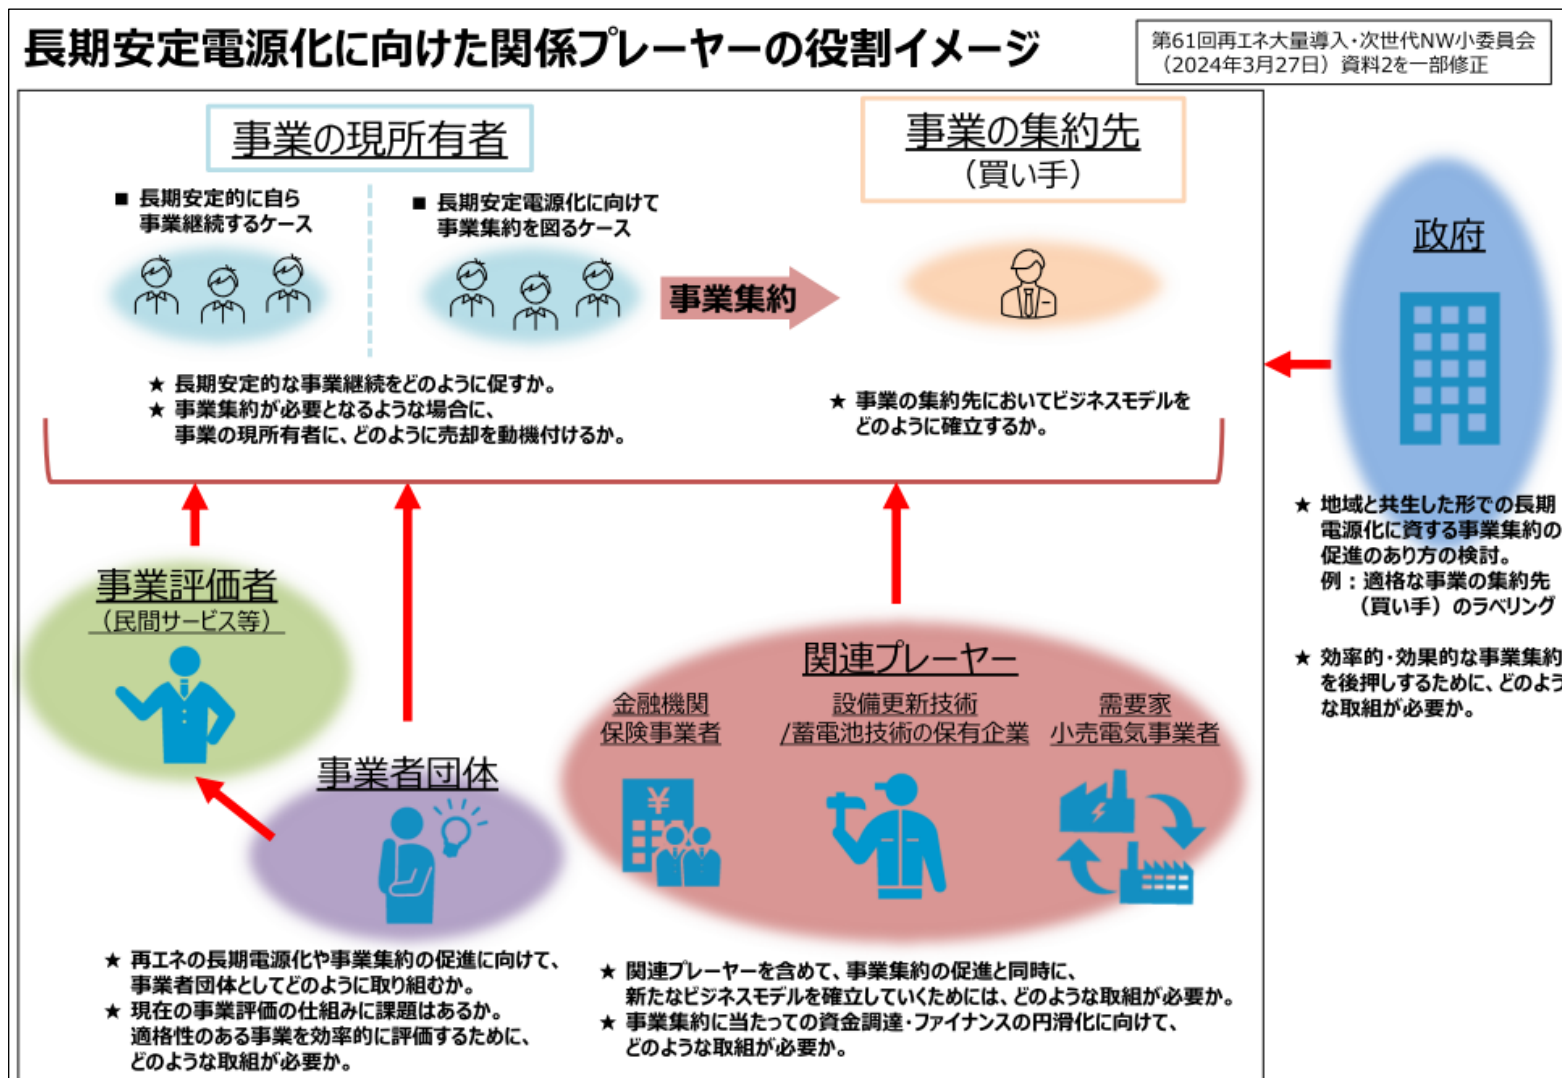 長期安定電源化に向けた関係プレーヤーの役割イメージ
第61回再エネ大量導入・次世代NW小委員会
（2024年3月27日）資料2を一部修正
事業の現所有者
■ 長期安定的に自ら
事業継続するケース
■ 長期安定電源化に向けて
事業集約を図るケース
事業集約
事業の集約先
（買い手）
★ 長期安定的な事業継続をどのように促すか。
★ 事業集約が必要となるような場合に、
事業の現所有者に、どのように売却を動機付けるか。
★ 事業の集約先においてビジネスモデルを
どのように確立するか。
政府
★ 地域と共生した形での長期
電源化に資する事業集約の
促進のあり方の検討。
例：適格な事業の集約先
（買い手）のラベリング
★ 効率的・効果的な事業集約
を後押しするために、どのよう
な取組が必要か。
事業評価者
（民間サービス等）
事業者団体
★ 再エネの長期電源化や事業集約の促進に向けて、
事業者団体としてどのように取り組むか。
★ 現在の事業評価の仕組みに課題はあるか。
適格性のある事業を効率的に評価するために、
どのような取組が必要か。
関連プレーヤー
金融機関
保険事業者
設備更新技術
/蓄電池技術の保有企業
需要家
小売電気事業者
¥
★ 関連プレーヤーを含めて、事業集約の促進と同時に、
新たなビジネスモデルを確立していくためには、どのような取組が必要か。
★ 事業集約に当たっての資金調達・ファイナンスの円滑化に向けて、
どのような取組が必要か。